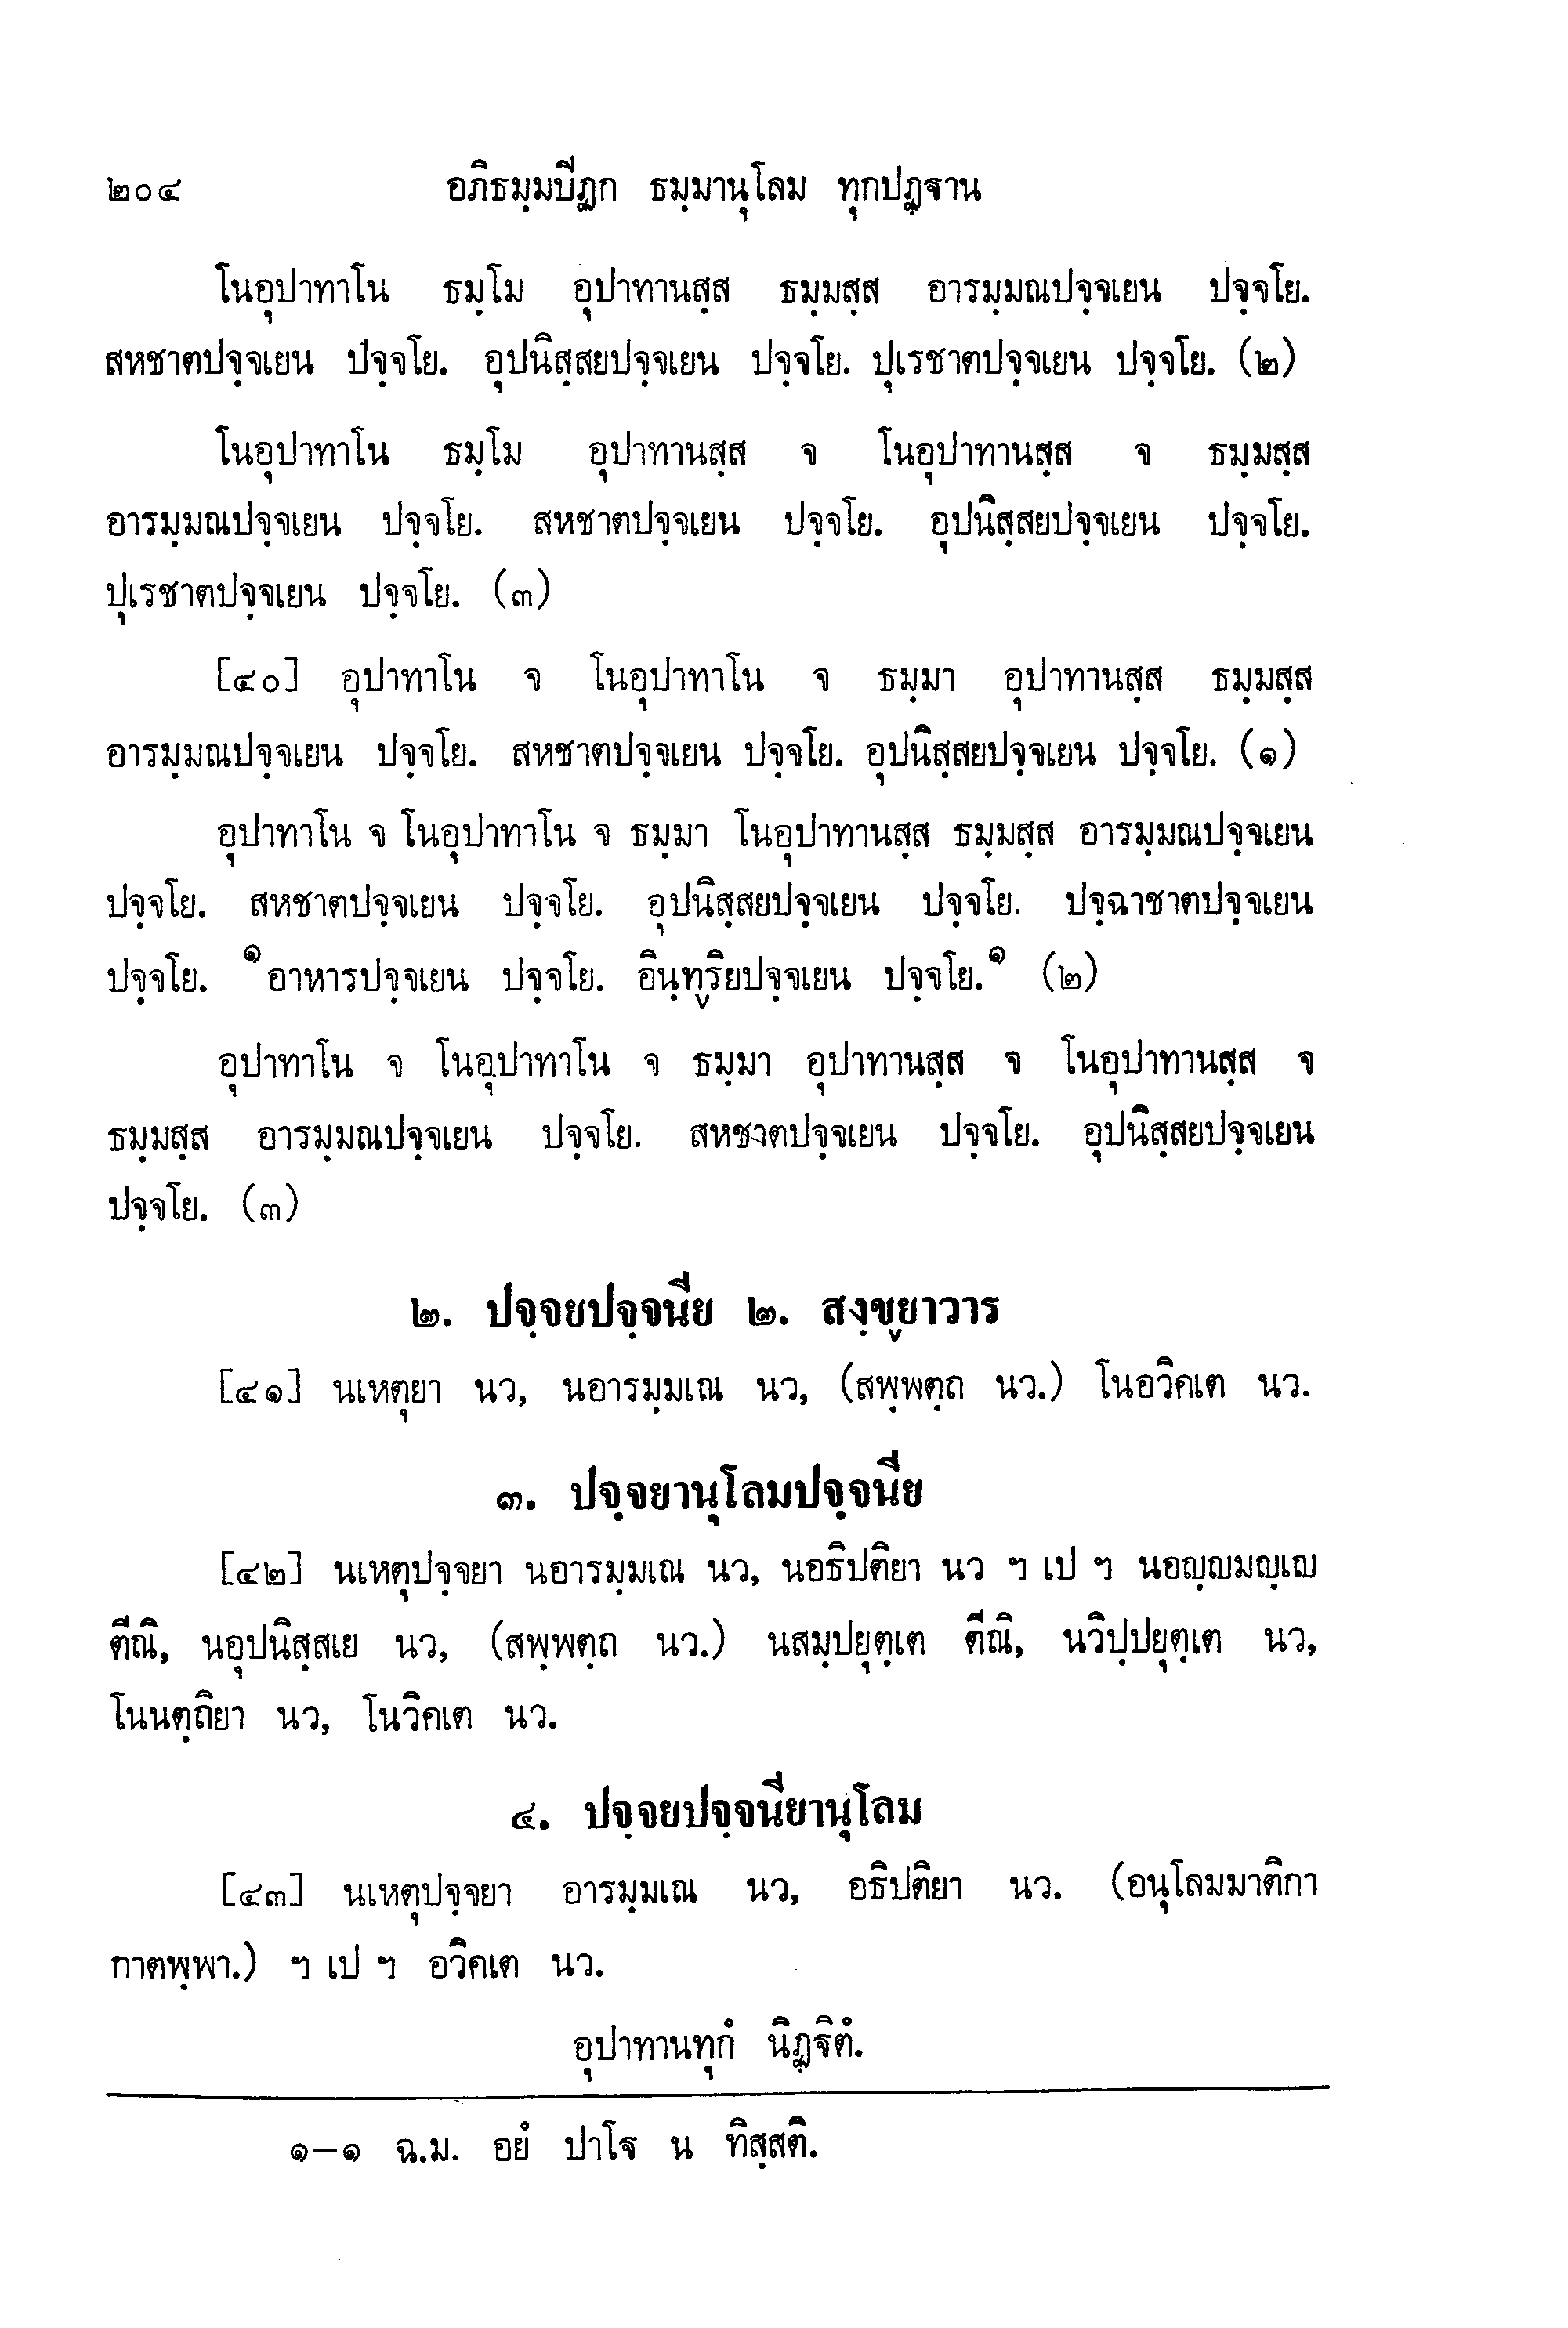 ๒๐๔ อภิธมฺมปิฏก ธมฺมานุโลม ทุกปฏฺฐาน
โนอุปาทาโน ธมฺโม อุปาทานสฺส ธมฺมสฺส อารมฺมณปจฺจเยน ปจฺจโย.
สหชาตปจฺจเยน ปจฺจโย. อุปนิสฺสยปจฺจเยน ปจฺจโย. ปุเรชาตปจฺจเยน ปจฺจโย. (๒)
โนอุปาทาโน ธมฺโม อุปาทานสฺส จ โนอุปาทานสฺส จ ธมฺมสฺส
อารมฺมณปจฺจเยน ปจฺจโย. สหชาตปจฺจเยน ปจฺจโย. อุปนิสฺสยปจฺจเยน ปจฺจโย.
ปุเรชาตปจฺจเยน ปจฺจโย. (๓)
[๔๐] อุปาทาโน จ โนอุปาทาโน จ ธมฺมา อุปาทานสฺส ธมฺมสฺส
อารมฺมณปจฺจเยน ปจฺจโย. สหชาตปจฺจเยน ปจฺจโย. อุปนิสฺสยปจฺจเยน ปจฺจโย. (๑)
อุปาทาโน จ โนอุปาทาโน จ ธมฺมา โนอุปาทานสฺส ธมฺมสฺส อารมฺมณปจฺจเยน
ปจฺจโย. สหชาตปจฺจเยน ปจฺจโย. อุปนิสฺสยปจฺจเยน ปจฺจโย. ปจฺฉาชาตปจฺจเยน
ปจฺจโย. ๑อาหารปจฺจเยน ปจฺจโย. อินฺทฺริยปจฺจเยน ปจฺจโย.๑ (๒)
อุปาทาโน จ โนอุปาทาโน จ ธมฺมา อุปาทานสฺส จ โนอุปาทานสฺส จ
ธมฺมสฺส อารมฺมณปจฺจเยน ปจฺจโย. สหชาตปจฺจเยน ปจฺจโย. อุปนิสฺสยปจฺจเยน
ปจฺจโย. (๓)
๒. ปจฺจยปจฺจนีย ๒. สงฺขฺยาวาร
[๔๑] นเหตุยา นว, นอารมฺมเณ นว, (สพฺพตฺถ นว.) โนอวิคเต นว.
๓. ปจฺจยานุโลมปจฺจนีย
[๔๒] นเหตุปจฺจยา นอารมฺมเณ นว, นอธิปติยา นว ฯ เป ฯ นอญฺญมญฺเญ
ตีณิ, นอุปนิสฺสเย นว, (สพฺพตฺถ นว.) นสมฺปยุตฺเต ตีณิ, นวิปฺปยุตฺเต นว,
โนนตฺถิยา นว, โนวิคเต นว.
๔. ปจฺจยปจฺจนียานุโลม
[๔๓] นเหตุปจฺจยา อารมฺมเณ นว, อธิปติยา นว. (อนุโลมมาติกา
กาตพฺพา.) ฯ เป ฯ อวิคเต นว.
อุปาทานทุกํ นิฏฺฐิตํ.
๑–๑ ฉ.ม. อยํ ปาโฐ น ทิสฺสติ.